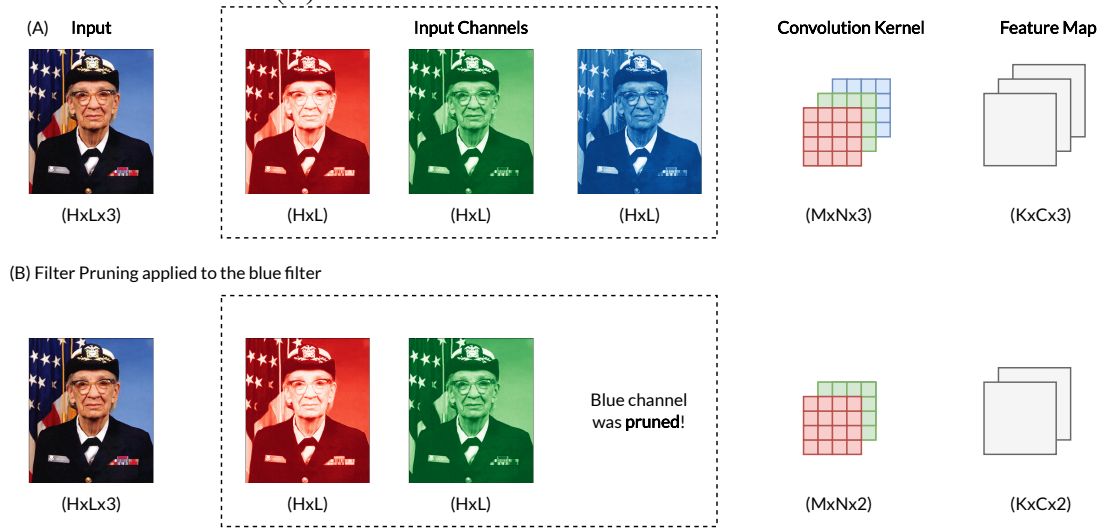 (A) Input Input Channels Convolution Kernel Feature Map
(HxLx3) (HxL) (HxL) (HxL) (MxNx3) (KxCx3)
(B) Filter Pruning applied to the blue filter
Blue channel
was pruned!
(HxLx3) (HxL) (HxL) (MxNx2) (KxCx2)